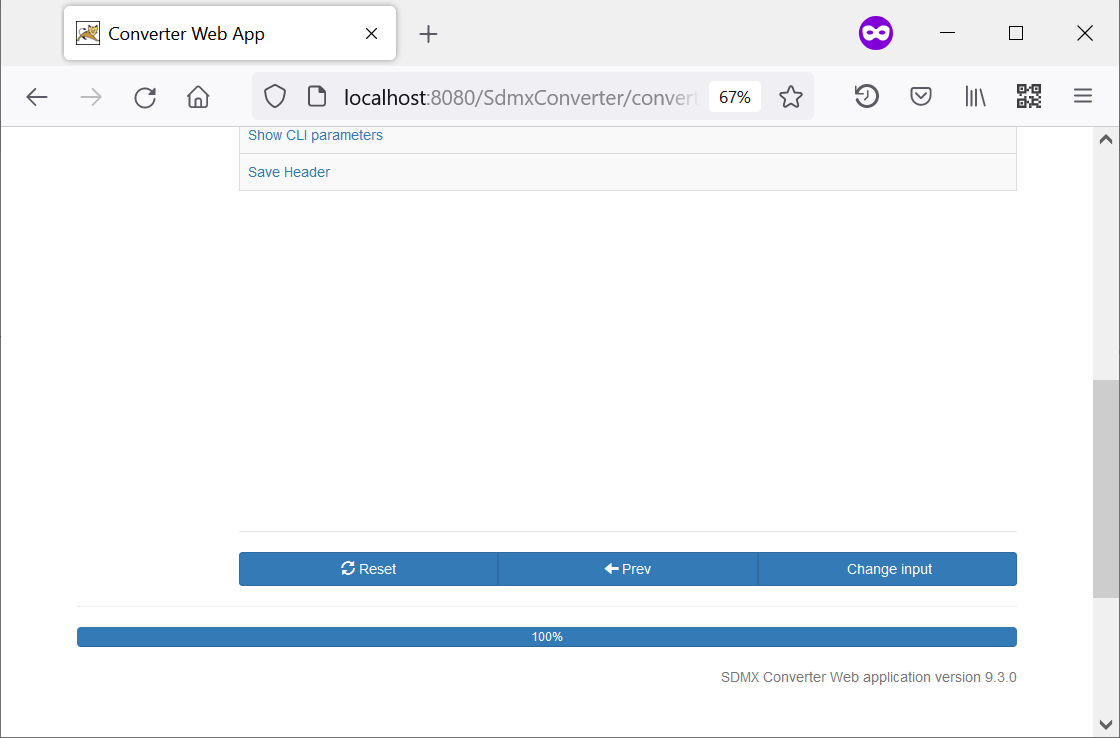 Converter Web App
localhost:8080/SdmxConverter/convert
67%
Show CLI parameters
Save Header
Reset
Prev
Change input
100%
SDMX Converter Web application version 9.3.0